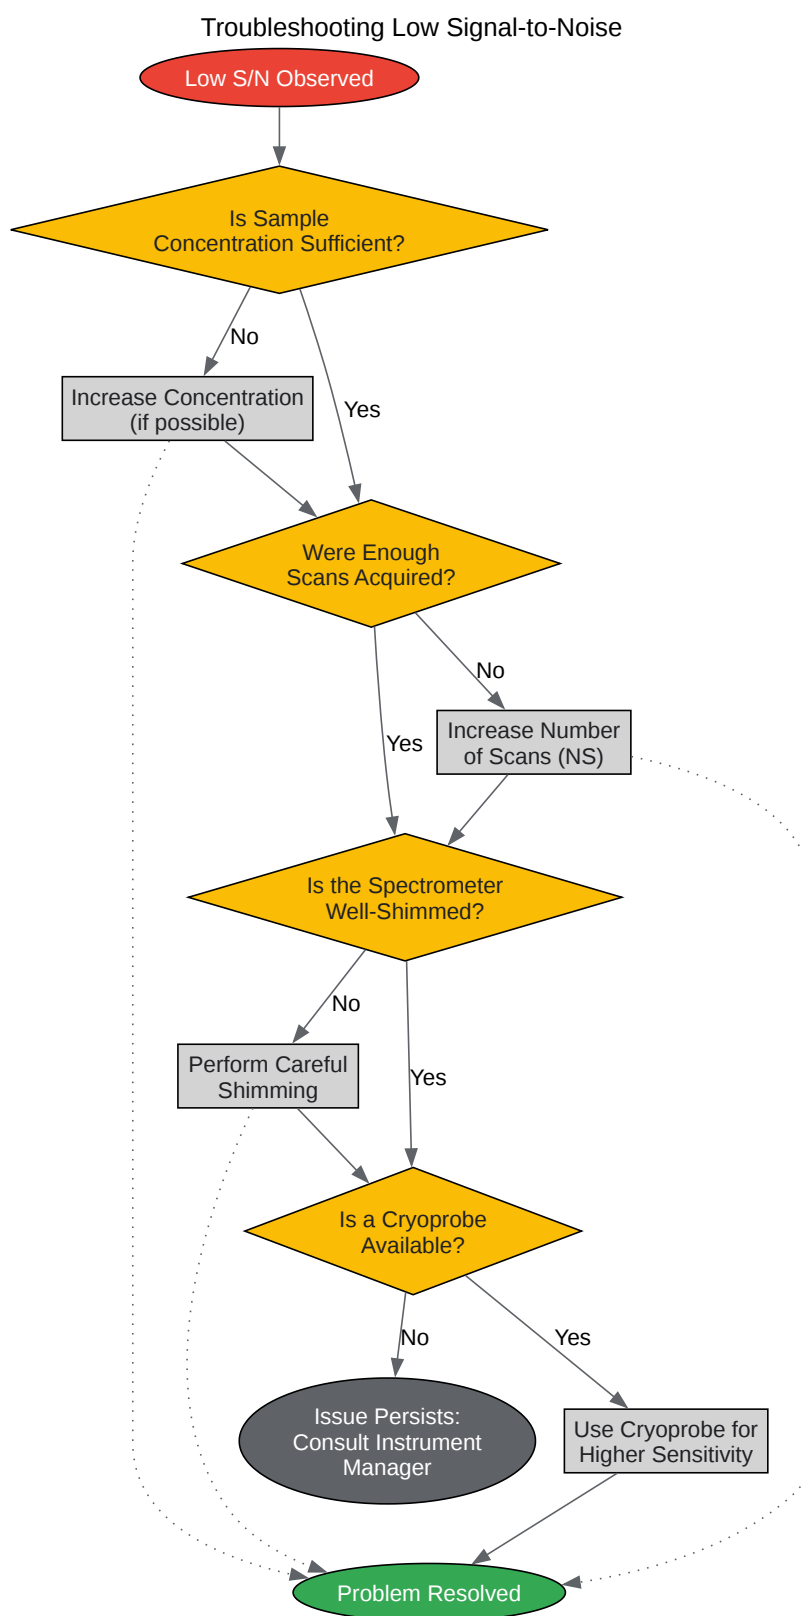 Troubleshooting Low Signal-to-Noise
Low S/N Observed
Is Sample
Concentration Sufficient?
No
Yes
Increase Concentration
(if possible)
Were Enough
Scans Acquired?
No
Yes
Increase Number
of Scans (NS)
Is the Spectrometer
Well-Shimmed?
No
Yes
Perform Careful
Shimming
Is a Cryoprobe
Available?
No
Yes
Issue Persists:
Consult Instrument
Manager
Use Cryoprobe for
Higher Sensitivity
Problem Resolved